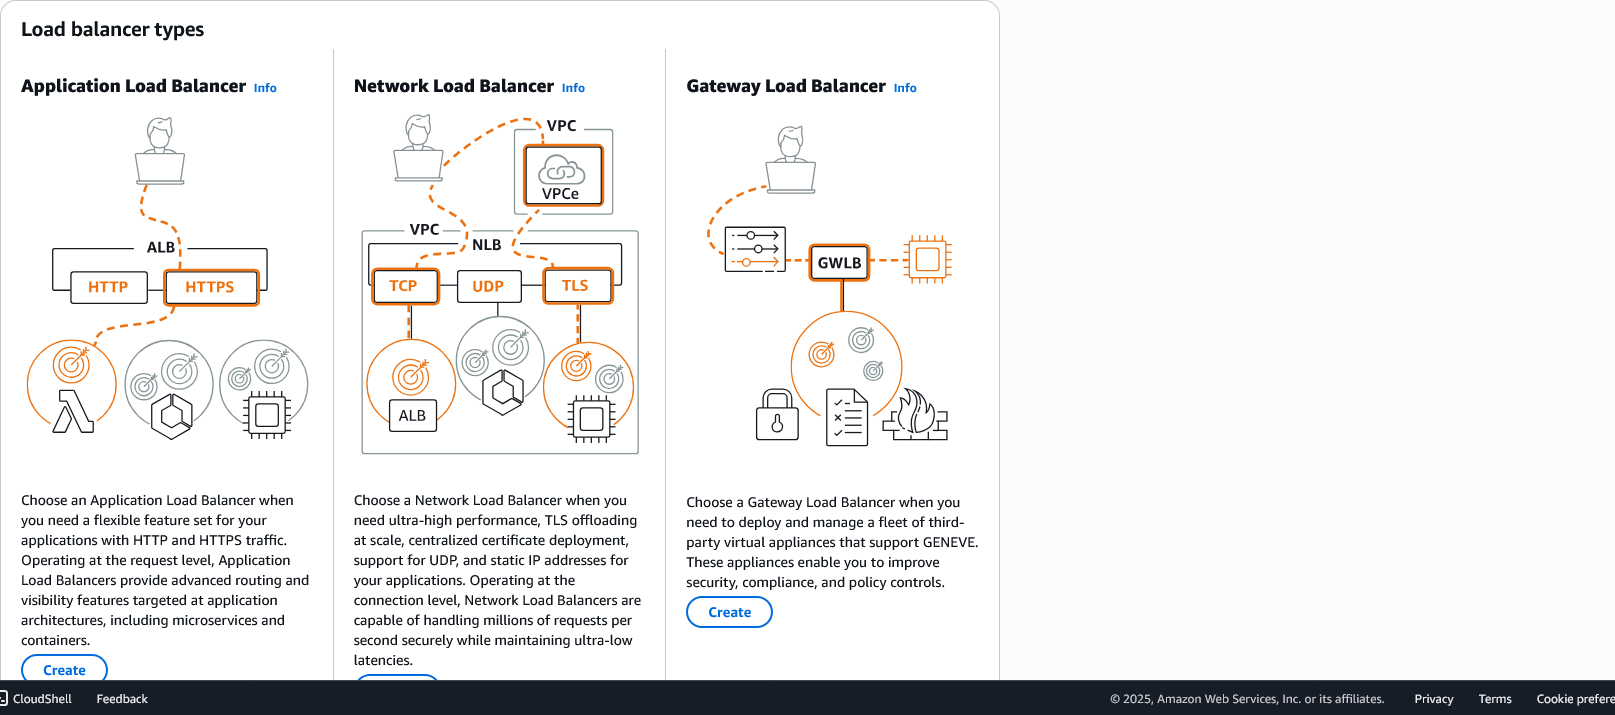 Load balancer types
Application Load Balancer Info
ALB
HTTP
HTTPS
Choose an Application Load Balancer when
you need a flexible feature set for your
applications with HTTP and HTTPS traffic.
Operating at the request level, Application
Load Balancers provide advanced routing and
visibility features targeted at application
architectures, including microservices and
containers.
Create
Network Load Balancer Info
VPC
VPCe
VPC
NLB
TCP
UDP
TLS
ALB
Choose a Network Load Balancer when you
need ultra-high performance, TLS offloading
at scale, centralized certificate deployment,
support for UDP, and static IP addresses for
your applications. Operating at the
connection level, Network Load Balancers are
capable of handling millions of requests per
second securely while maintaining ultra-low
latencies.
Gateway Load Balancer Info
GWLB
Choose a Gateway Load Balancer when you
need to deploy and manage a fleet of third-
party virtual appliances that support GENEVE.
These appliances enable you to improve
security, compliance, and policy controls.
Create
CloudShell
Feedback
© 2025, Amazon Web Services, Inc. or its affiliates.
Privacy
Terms
Cookie prefere